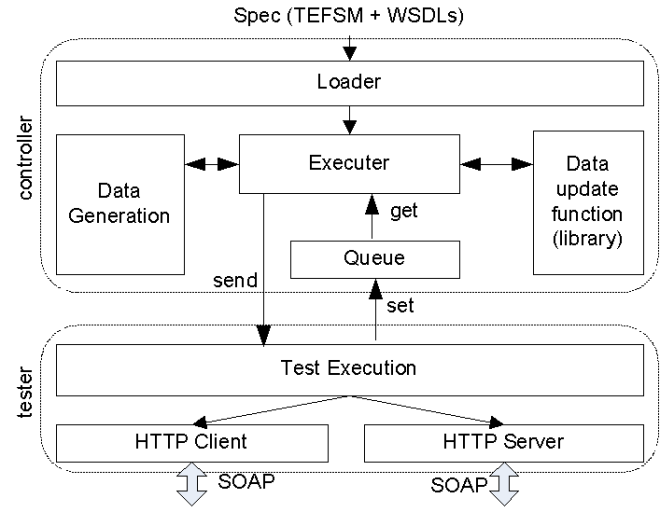 Spec (TEFSM + WSDLs)
Loader
controller
Data
Generation
Executer
Data
update
function
(library)
get
Queue
send
set
tester
Test Execution
HTTP Client
HTTP Server
SOAP
SOAP